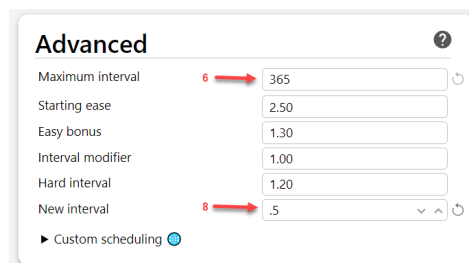 Advanced
Maximum interval 6 365
Starting ease 2.50
Easy bonus 1.30
Interval modifier 1.00
Hard interval 1.20
New interval 8 .5
Custom scheduling